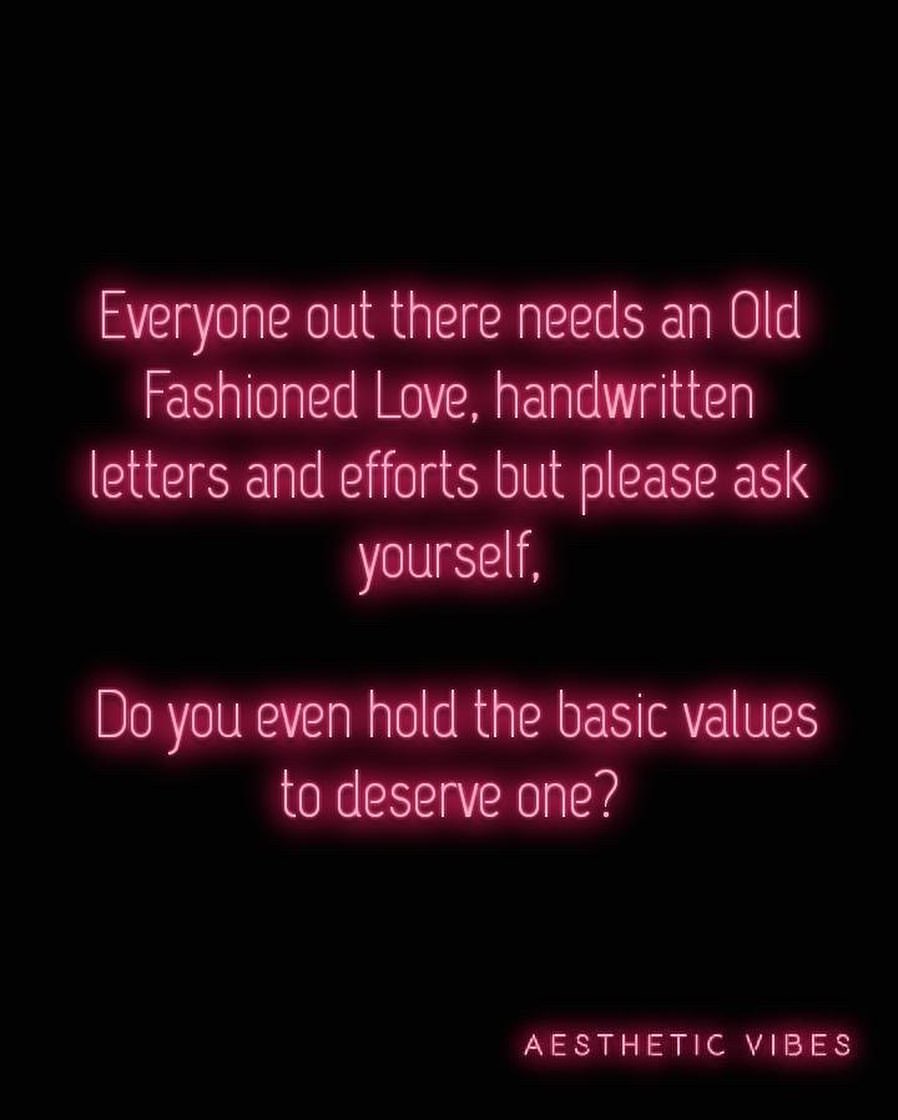 Everyone out there needs an Old
Fashioned Love, handwritten
letters and efforts but please ask
yourself,
Do you even hold the basic values
to deserve one?
AESTHETIC VIBES